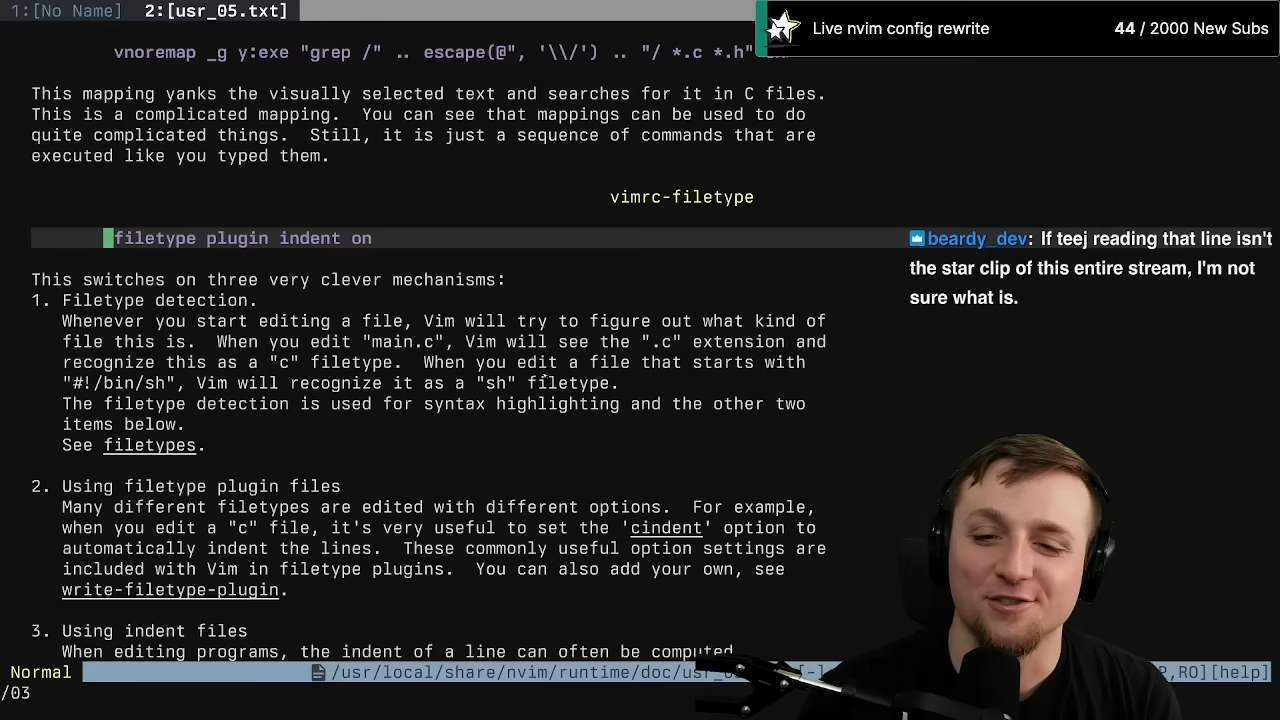 1:[No Name]  2:[usr_05.txt]
Live nvim config rewrite 44 / 2000 New Subs
vnoremap _g y:exe "grep /" .. escape(@", '\\/') .. "/ *.c *.h"
This mapping yanks the visually selected text and searches for it in C files.
This is a complicated mapping.  You can see that mappings can be used to do
quite complicated things.  Still, it is just a sequence of commands that are
executed like you typed them.
vimrc-filetype
filetype plugin indent on
beardy_dev: If teej reading that line isn't
the star clip of this entire stream, I'm not
sure what is.
This switches on three very clever mechanisms:
1. Filetype detection.
Whenever you start editing a file, Vim will try to figure out what kind of
file this is.  When you edit "main.c", Vim will see the ".c" extension and
recognize this as a "c" filetype.  When you edit a file that starts with
"#!/bin/sh", Vim will recognize it as a "sh" filetype.
The filetype detection is used for syntax highlighting and the other two
items below.
See filetypes.
2. Using filetype plugin files
Many different filetypes are edited with different options.  For example,
when you edit a "c" file, it's very useful to set the 'cindent' option to
automatically indent the lines.  These commonly useful option settings are
included with Vim in filetype plugins.  You can also add your own, see
write-filetype-plugin.
3. Using indent files
When editing programs, the indent of a line can often be computed
Normal /usr/local/share/nvim/runtime/doc/usr_0 [-] P,RO][help]
/03